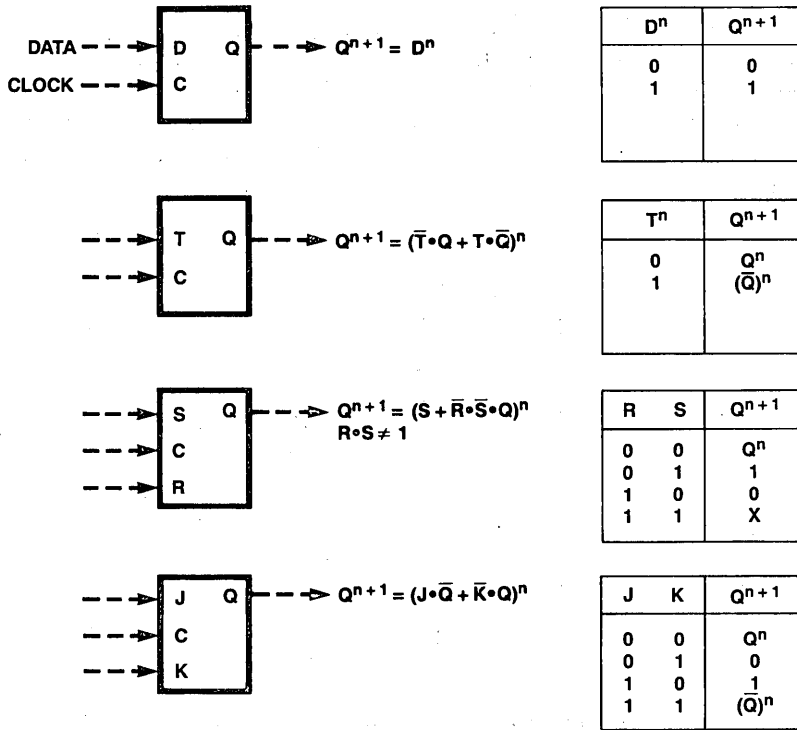 DATA D Q Qⁿ⁺¹ = Dⁿ
CLOCK C
Dⁿ Qⁿ⁺¹
0 0
1 1
T Q Qⁿ⁺¹ = (T̅•Q + T•Q̅)ⁿ
C
Tⁿ Qⁿ⁺¹
0 Qⁿ
1 (Q̅)ⁿ
S Q Qⁿ⁺¹ = (S + R̅•S̅•Q)ⁿ
R•S ≠ 1
C
R
R S Qⁿ⁺¹
0 0 Qⁿ
0 1 1
1 0 0
1 1 X
J Q Qⁿ⁺¹ = (J•Q̅ + K̅•Q)ⁿ
C
K
J K Qⁿ⁺¹
0 0 Qⁿ
0 1 0
1 0 1
1 1 (Q̅)ⁿ